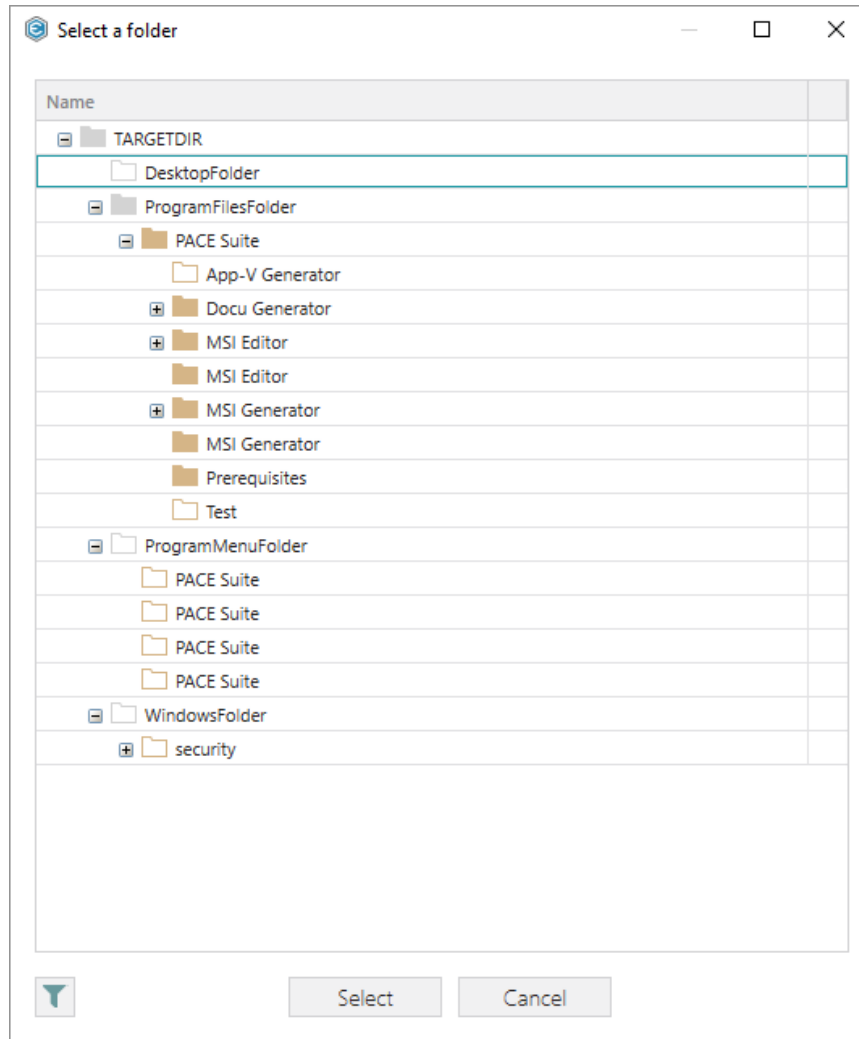 Select a folder
Name
TARGETDIR
DesktopFolder
ProgramFilesFolder
PACE Suite
App-V Generator
Docu Generator
MSI Editor
MSI Editor
MSI Generator
MSI Generator
Prerequisites
Test
ProgramMenuFolder
PACE Suite
PACE Suite
PACE Suite
PACE Suite
WindowsFolder
security
Select Cancel